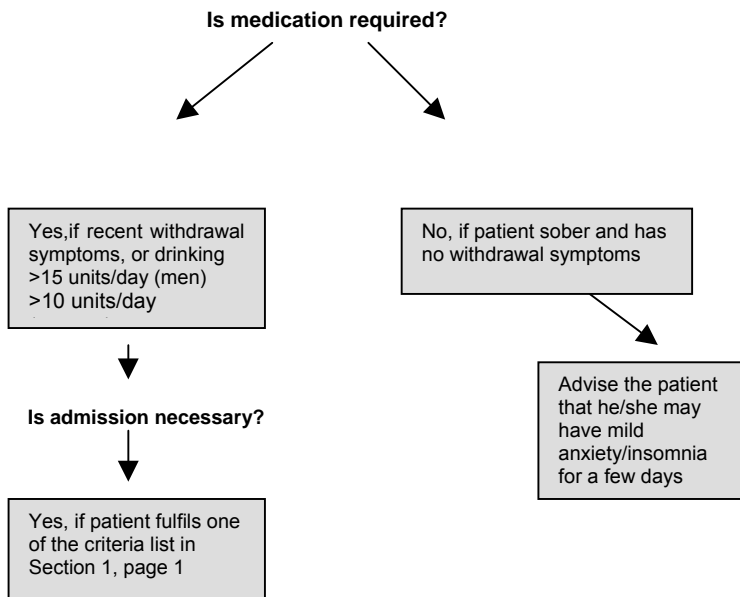 Is medication required?
Yes,if recent withdrawal
symptoms, or drinking
>15 units/day (men)
>10 units/day
No, if patient sober and has
no withdrawal symptoms
Advise the patient
that he/she may
have mild
anxiety/insomnia
for a few days
Is admission necessary?
Yes, if patient fulfils one
of the criteria list in
Section 1, page 1